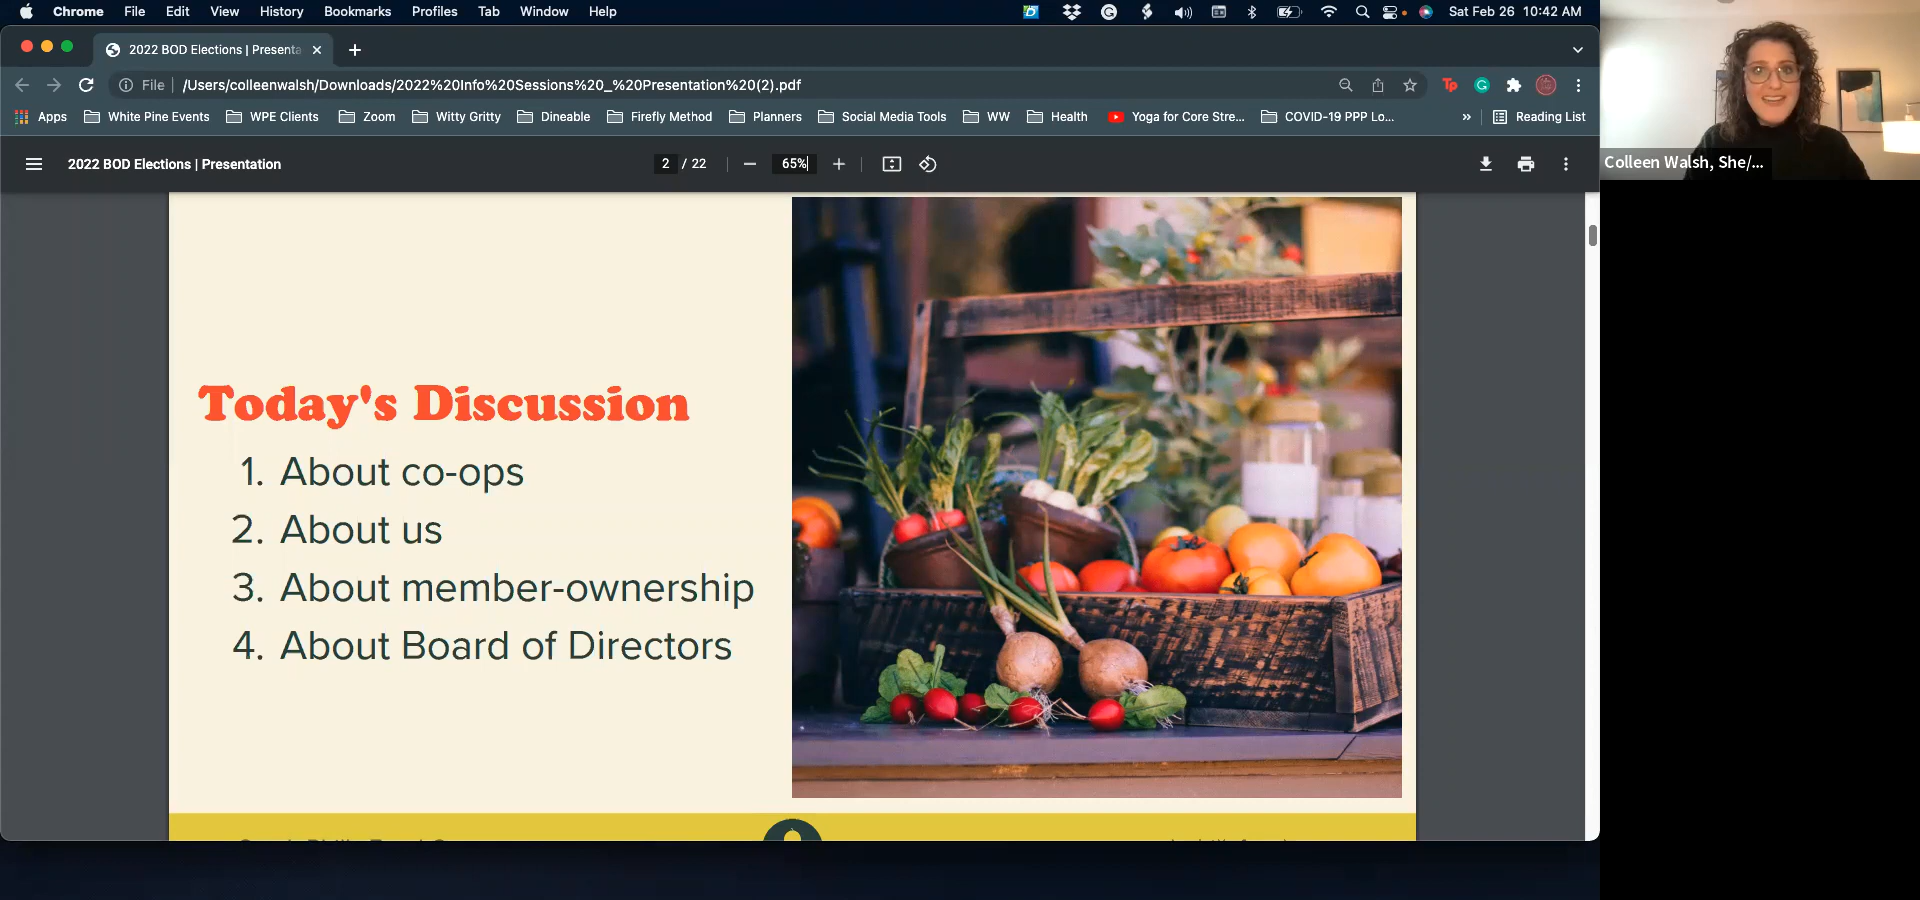 Chrome File Edit View History Bookmarks Profiles Tab Window Help
Sat Feb 26 10:42 AM
2022 BOD Elections | Presenta
File /Users/colleenwalsh/Downloads/2022%20Info%20Sessions%20_%20Presentation%20(2).pdf
Tp G
Apps White Pine Events WPE Clients Zoom Witty Gritty Dineable Firefly Method Planners Social Media Tools WW Health Yoga for Core Stre... COVID-19 PPP Lo... » Reading List
2022 BOD Elections | Presentation 2 / 22 65%
Colleen Walsh, She/...
Today's Discussion
1. About co-ops
2. About us
3. About member-ownership
4. About Board of Directors